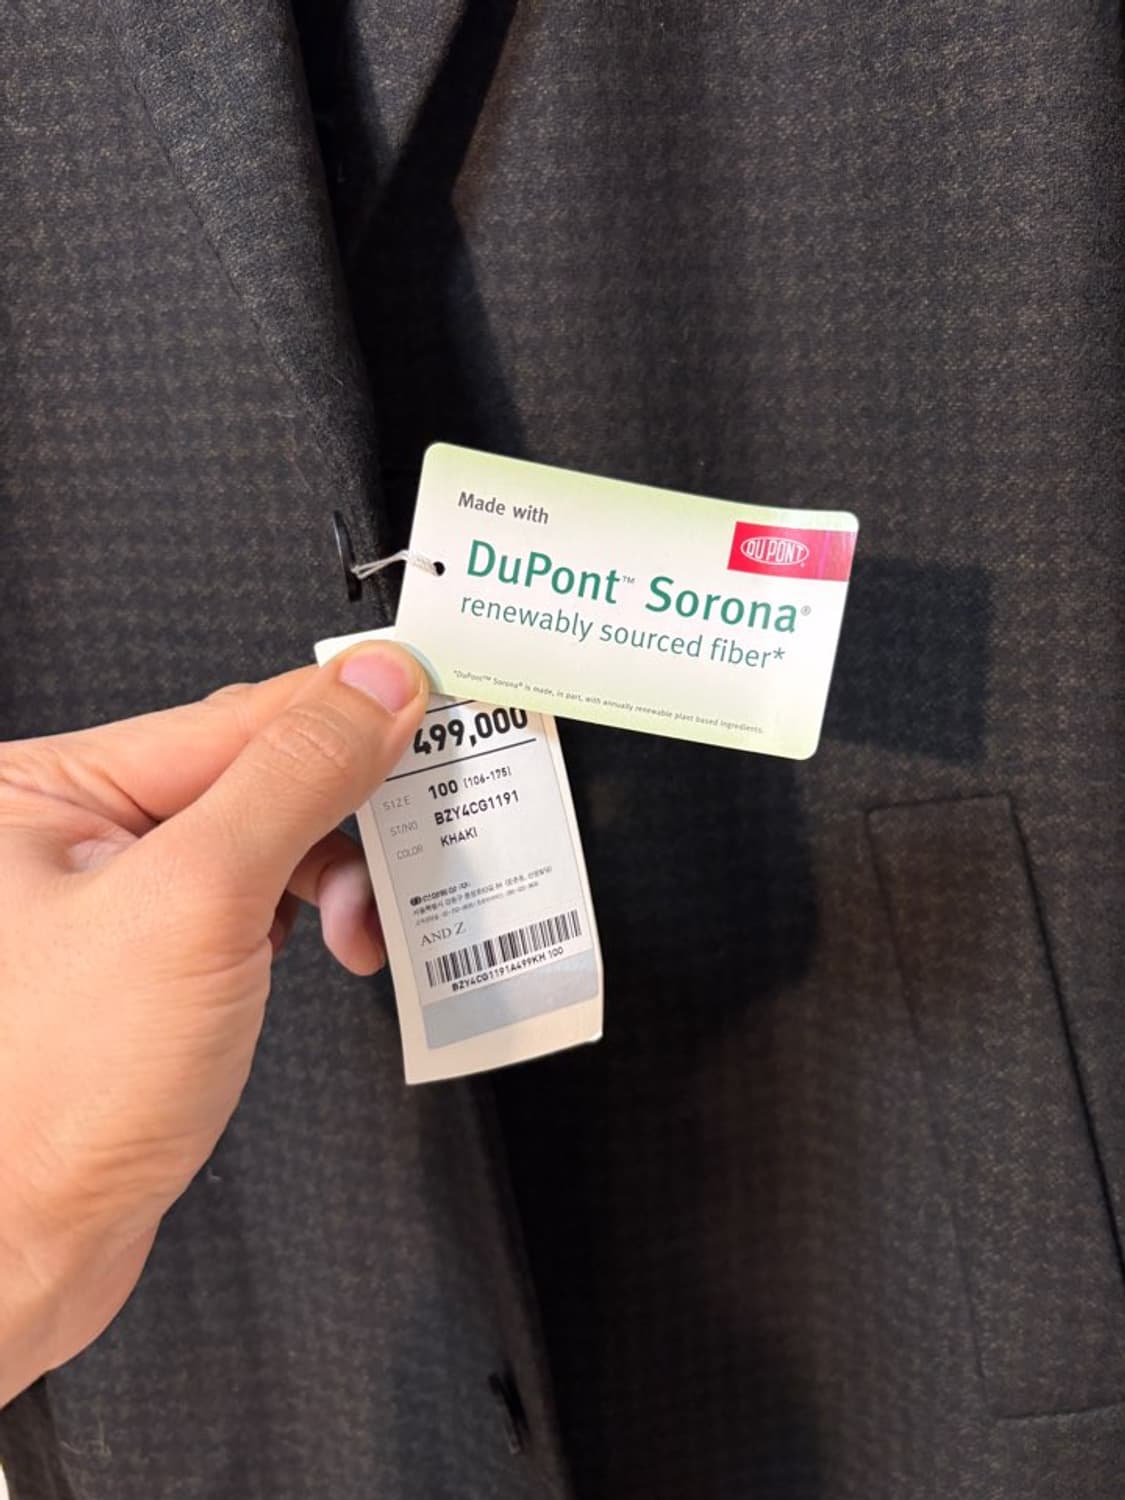 Made with
DU PONT
DuPont™ Sorona®
renewably sourced fiber*
*DuPont™ Sorona® is made, in part, with annually renewable plant based ingredients.
499,000
SIZE 100 (106-175)
ST/NO BZY4CG1191
COLOR KHAKI
AND Z
BZY4CG1191A499KH 100